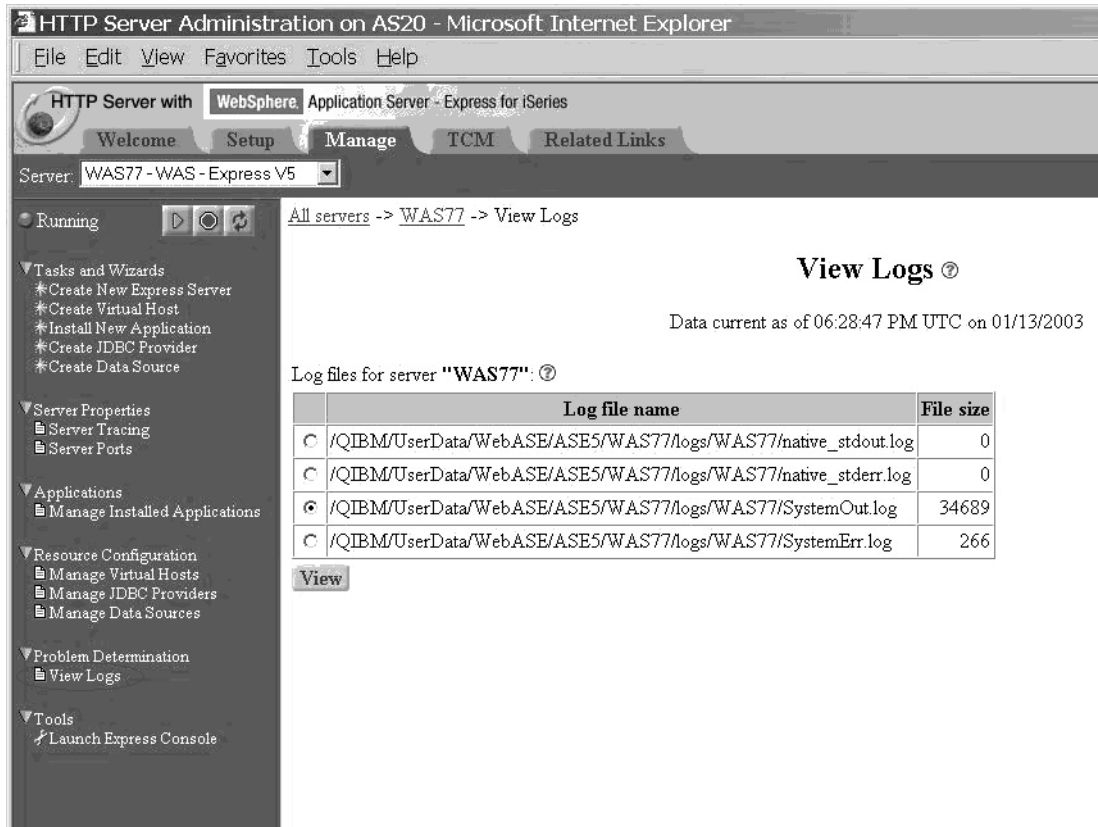 HTTP Server Administration on AS20 - Microsoft Internet Explorer
File Edit View Favorites Tools Help
HTTP Server with WebSphere. Application Server - Express for iSeries
Welcome Setup Manage TCM Related Links
Server: WAS77 - WAS - Express V5
Running
Tasks and Wizards
Create New Express Server
Create Virtual Host
Install New Application
Create JDBC Provider
Create Data Source
Server Properties
Server Tracing
Server Ports
Applications
Manage Installed Applications
Resource Configuration
Manage Virtual Hosts
Manage JDBC Providers
Manage Data Sources
Problem Determination
View Logs
Tools
Launch Express Console
All servers -> WAS77 -> View Logs
View Logs ?
Data current as of 06:28:47 PM UTC on 01/13/2003
Log files for server "WAS77": ?
Log file name File size
/QIBM/UserData/WebASE/ASE5/WAS77/logs/WAS77/native_stdout.log 0
/QIBM/UserData/WebASE/ASE5/WAS77/logs/WAS77/native_stderr.log 0
/QIBM/UserData/WebASE/ASE5/WAS77/logs/WAS77/SystemOut.log 34689
/QIBM/UserData/WebASE/ASE5/WAS77/logs/WAS77/SystemErr.log 266
View